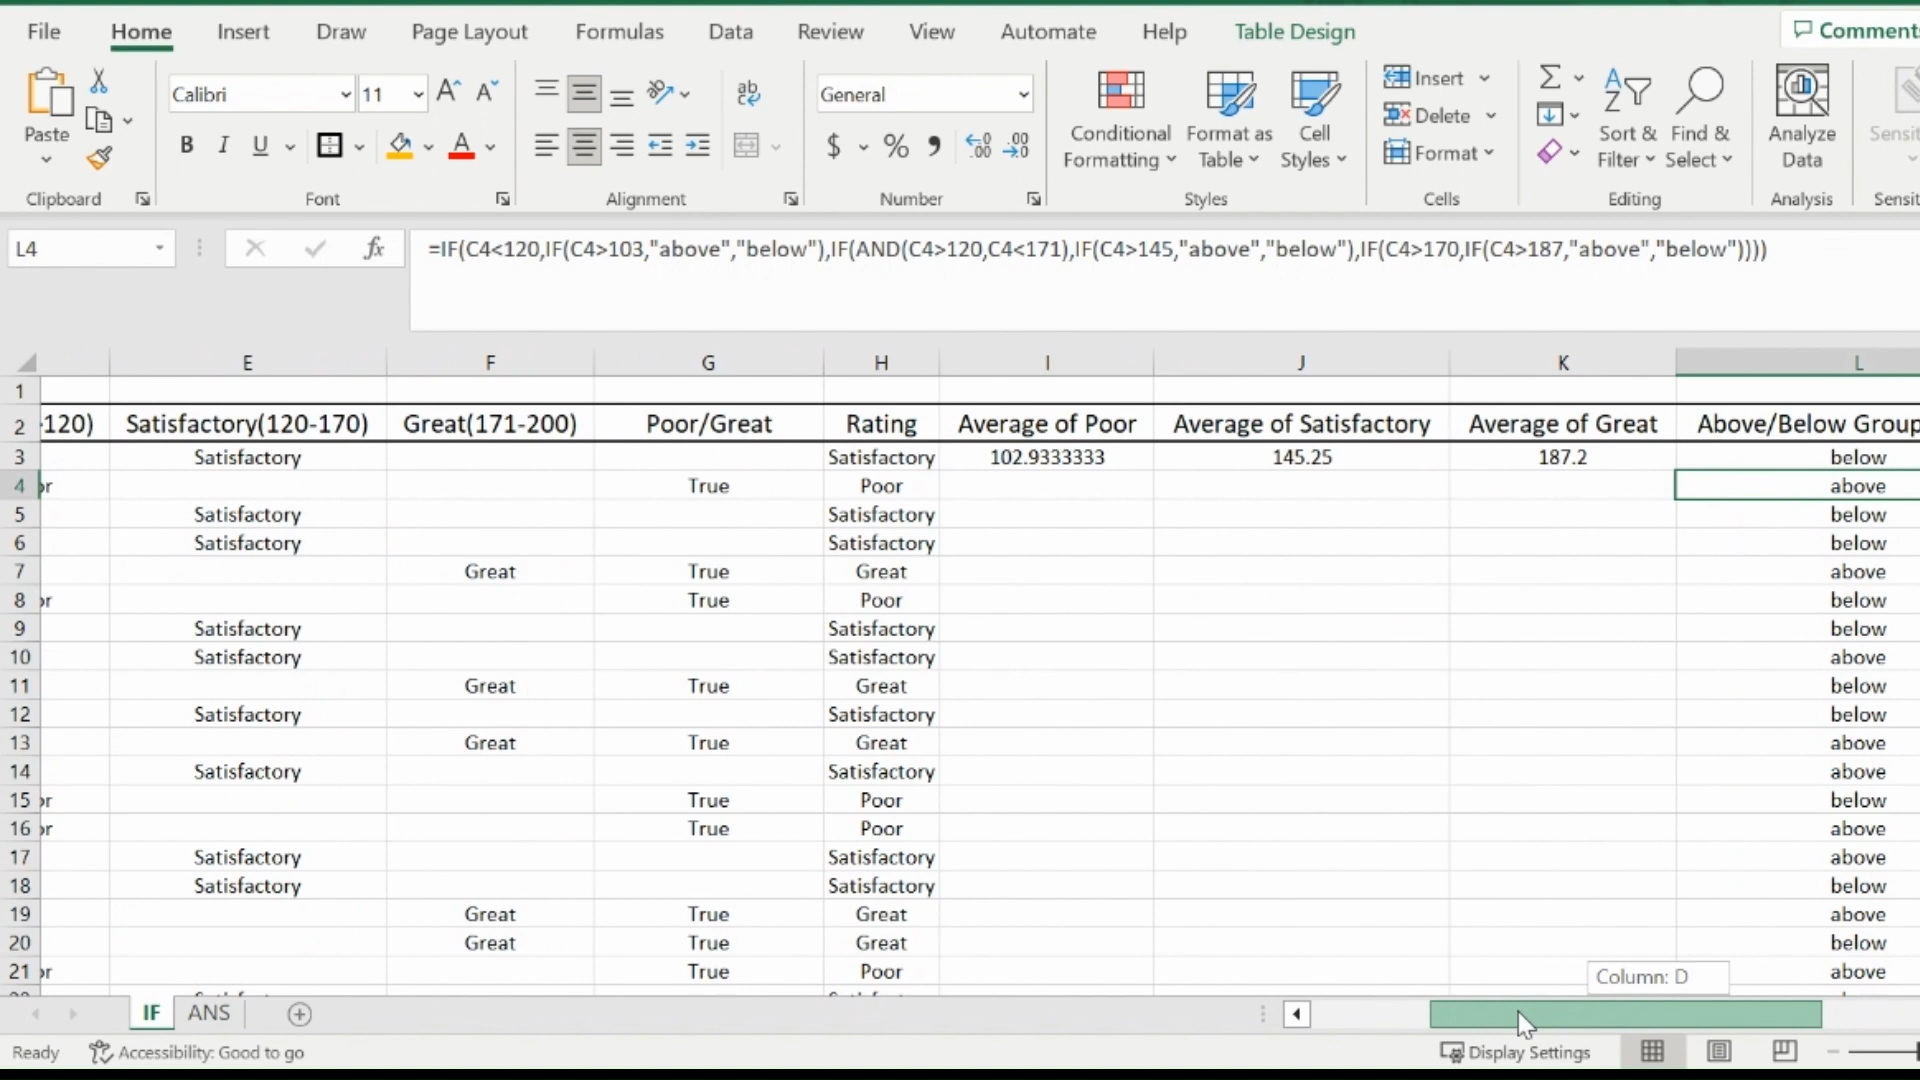 File Home Insert Draw Page Layout Formulas Data Review View Automate Help Table Design Comments
Paste Calibri 11 General Conditional Formatting Format as Table Cell Styles Insert Delete Format Sort & Filter Find & Select Analyze Data
Clipboard Font Alignment Number Styles Cells Editing Analysis
L4 fx =IF(C4<120,IF(C4>103,"above","below"),IF(AND(C4>120,C4<171),IF(C4>145,"above","below"),IF(C4>170,IF(C4>187,"above","below"))))
E F G H I J K L
1
2 120) Satisfactory(120-170) Great(171-200) Poor/Great Rating Average of Poor Average of Satisfactory Average of Great Above/Below Group
3 Satisfactory Satisfactory 102.9333333 145.25 187.2 below
4 or True Poor above
5 Satisfactory Satisfactory below
6 Satisfactory Satisfactory below
7 Great True Great above
8 or True Poor below
9 Satisfactory Satisfactory below
10 Satisfactory Satisfactory above
11 Great True Great below
12 Satisfactory Satisfactory below
13 Great True Great above
14 Satisfactory Satisfactory above
15 or True Poor below
16 or True Poor above
17 Satisfactory Satisfactory above
18 Satisfactory Satisfactory below
19 Great True Great above
20 Great True Great below
21 or True Poor above
Column: D
IF ANS
Ready Accessibility: Good to go Display Settings